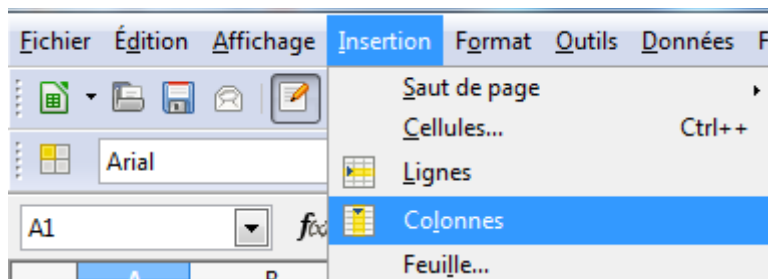 Fichier Édition Affichage Insertion Format Outils Données F
Saut de page
Cellules... Ctrl++
Arial
Lignes
A1 f(x)
Colonnes
Feuille...
A B